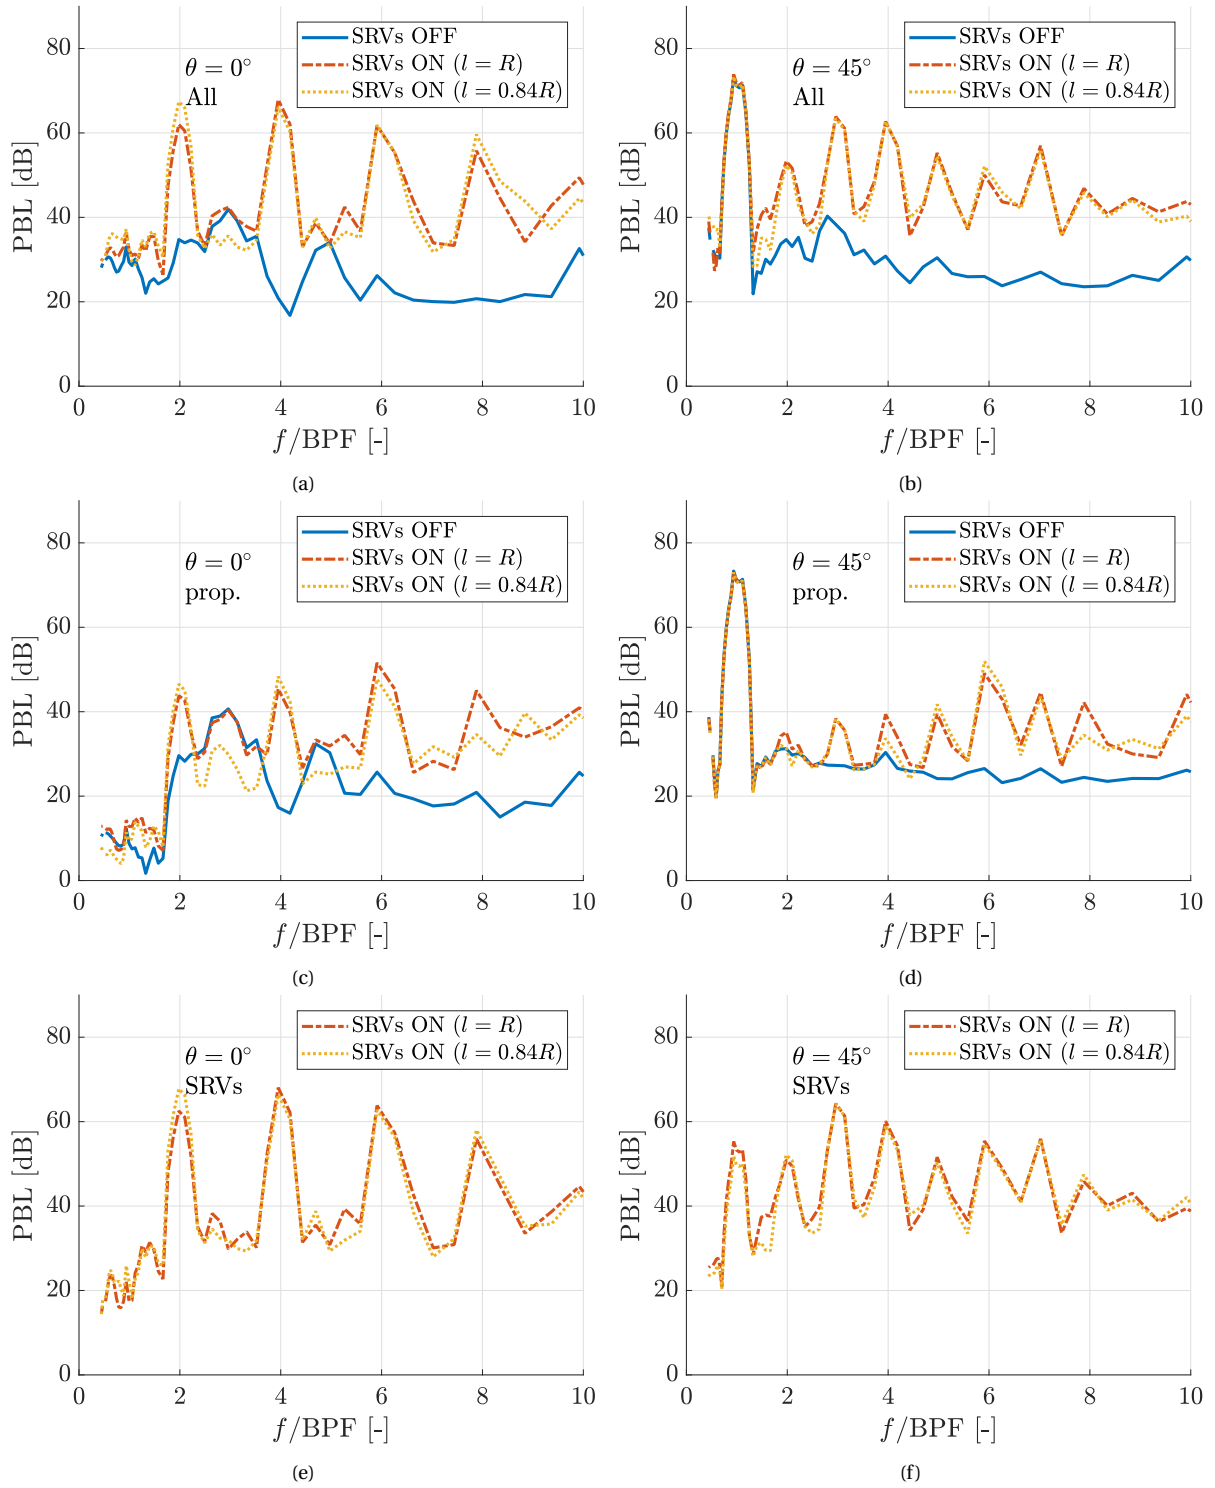 SRVs OFF
SRVs ON (l = R)
SRVs ON (l = 0.84R)
θ = 0°
All
80
60
40
20
0
PBL [dB]
0 2 4 6 8 10
f/BPF [-]
(a)
SRVs OFF
SRVs ON (l = R)
SRVs ON (l = 0.84R)
θ = 45°
All
80
60
40
20
0
PBL [dB]
0 2 4 6 8 10
f/BPF [-]
(b)
SRVs OFF
SRVs ON (l = R)
SRVs ON (l = 0.84R)
θ = 0°
prop.
80
60
40
20
0
PBL [dB]
0 2 4 6 8 10
f/BPF [-]
(c)
SRVs OFF
SRVs ON (l = R)
SRVs ON (l = 0.84R)
θ = 45°
prop.
80
60
40
20
0
PBL [dB]
0 2 4 6 8 10
f/BPF [-]
(d)
SRVs ON (l = R)
SRVs ON (l = 0.84R)
θ = 0°
SRVs
80
60
40
20
0
PBL [dB]
0 2 4 6 8 10
f/BPF [-]
(e)
SRVs ON (l = R)
SRVs ON (l = 0.84R)
θ = 45°
SRVs
80
60
40
20
0
PBL [dB]
0 2 4 6 8 10
f/BPF [-]
(f)